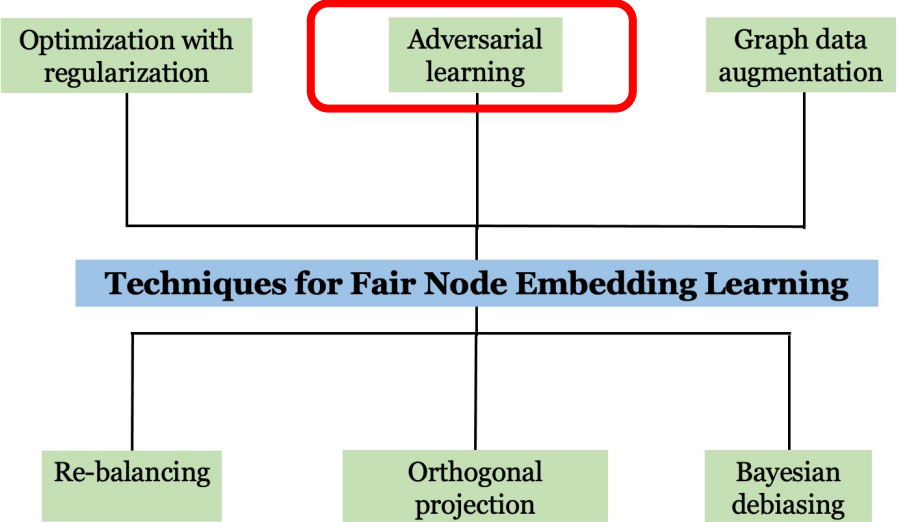 Optimization with
regularization
Adversarial
learning
Graph data
augmentation
Techniques for Fair Node Embedding Learning
Re-balancing
Orthogonal
projection
Bayesian
debiasing